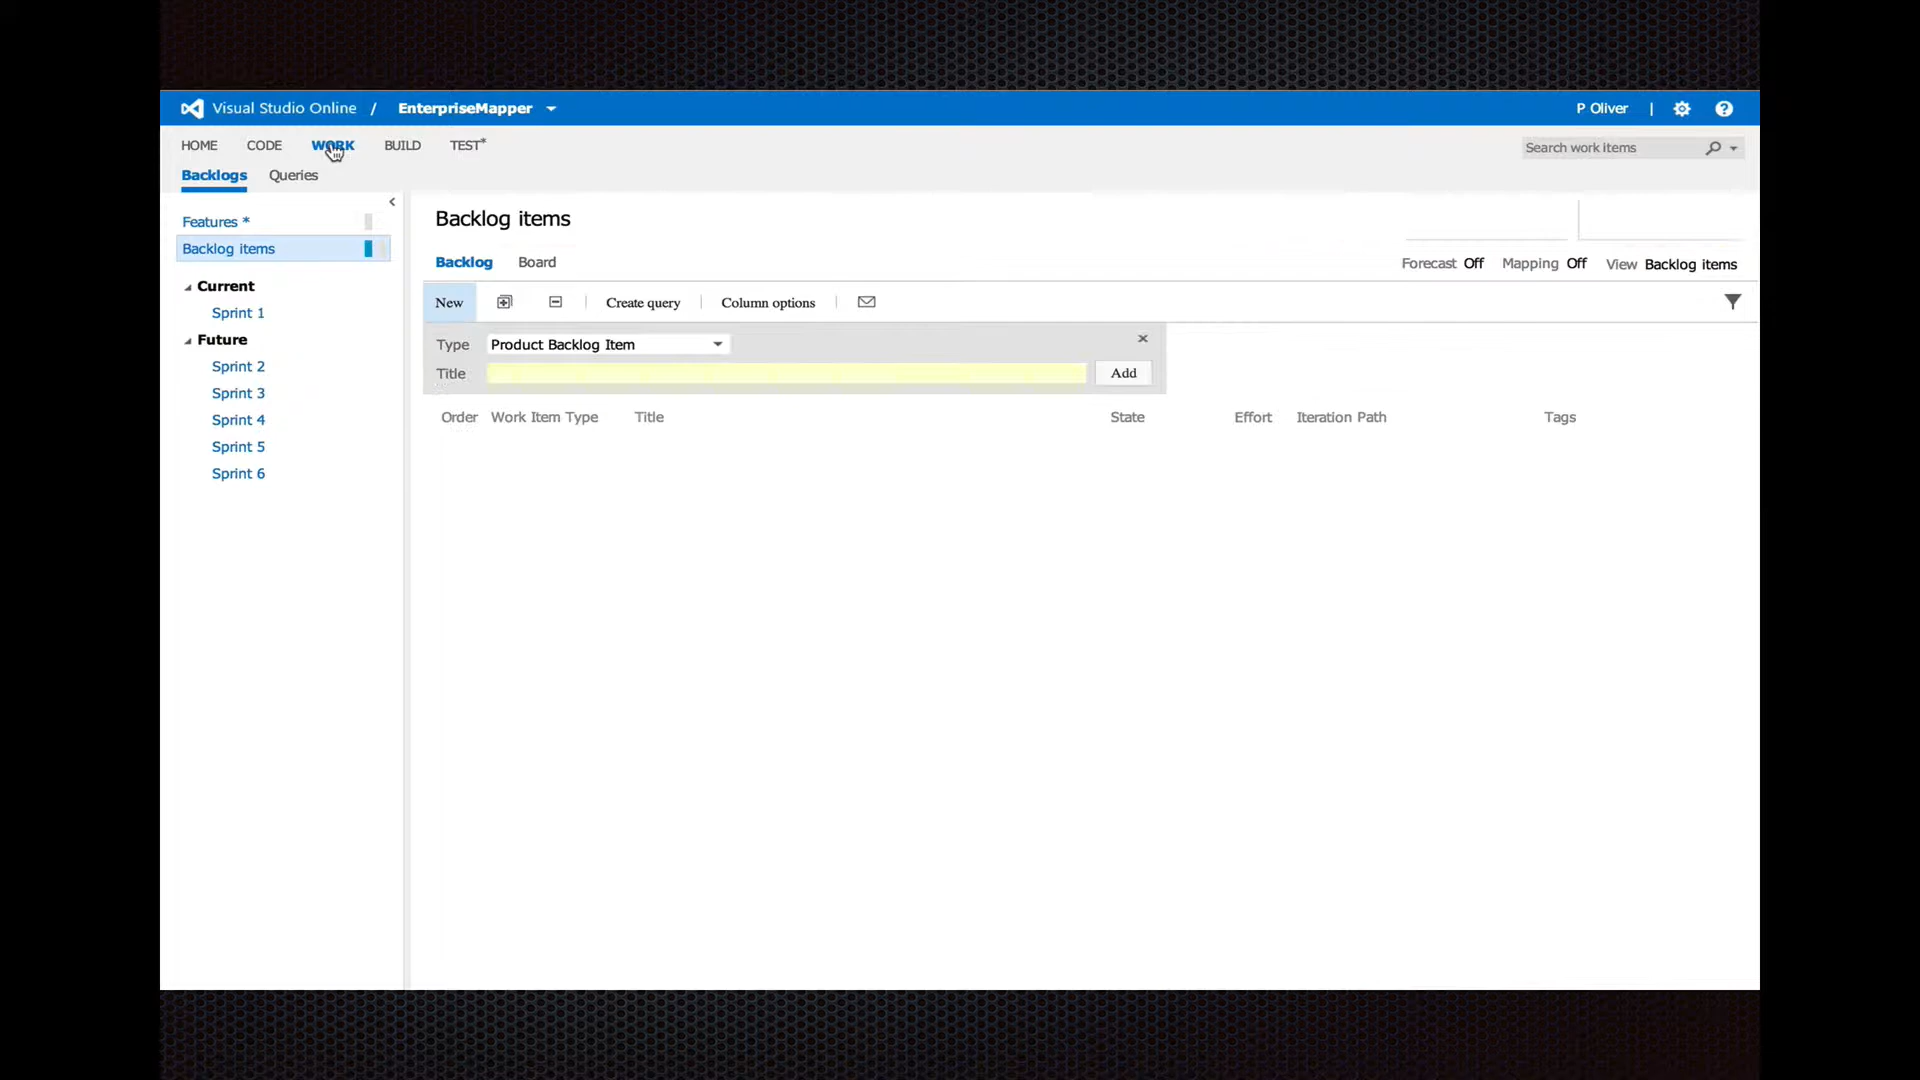 Visual Studio Online / EnterpriseMapper
P Oliver |
HOME CODE WORK BUILD TEST*
Search work items
Backlogs Queries
Features *
Backlog items
Current
Sprint 1
Future
Sprint 2
Sprint 3
Sprint 4
Sprint 5
Sprint 6
Backlog items
Backlog Board
Forecast Off Mapping Off View Backlog items
New Create query Column options
Type Product Backlog Item
Title Add
Order Work Item Type Title State Effort Iteration Path Tags